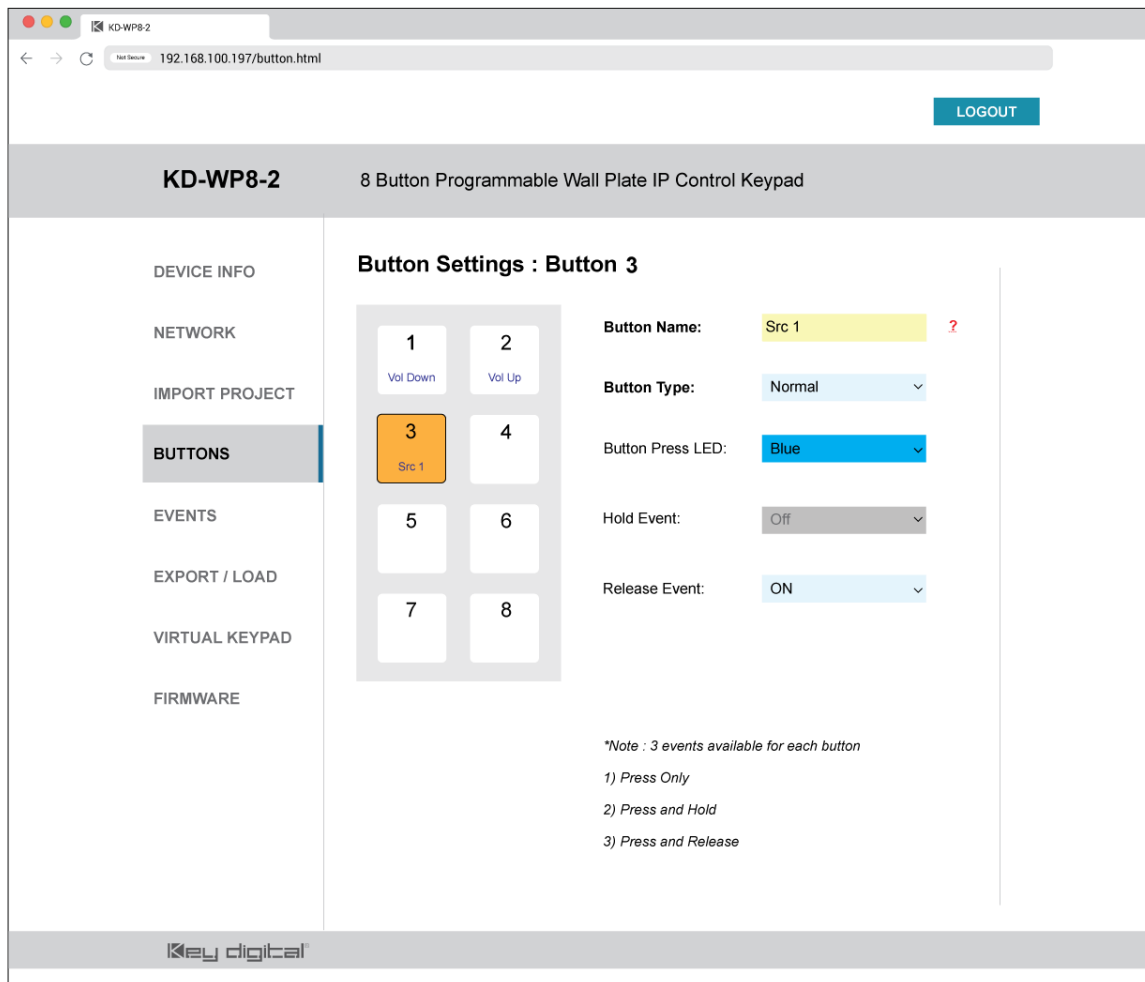 KD-WP8-2
Not Secure 192.168.100.197/button.html
LOGOUT
KD-WP8-2 8 Button Programmable Wall Plate IP Control Keypad
DEVICE INFO
NETWORK
IMPORT PROJECT
BUTTONS
EVENTS
EXPORT / LOAD
VIRTUAL KEYPAD
FIRMWARE
Button Settings : Button 3
1 2
Vol Down Vol Up
3 4
Src 1
5 6
7 8
Button Name: Src 1 ?
Button Type: Normal
Button Press LED: Blue
Hold Event: Off
Release Event: ON
*Note : 3 events available for each button
1) Press Only
2) Press and Hold
3) Press and Release
Key digital®